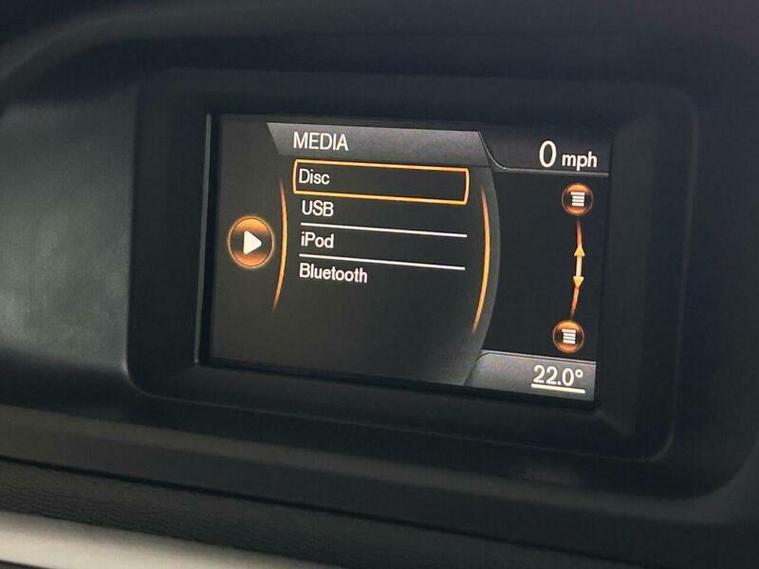 MEDIA
0 mph
Disc
USB
iPod
Bluetooth
22.0°